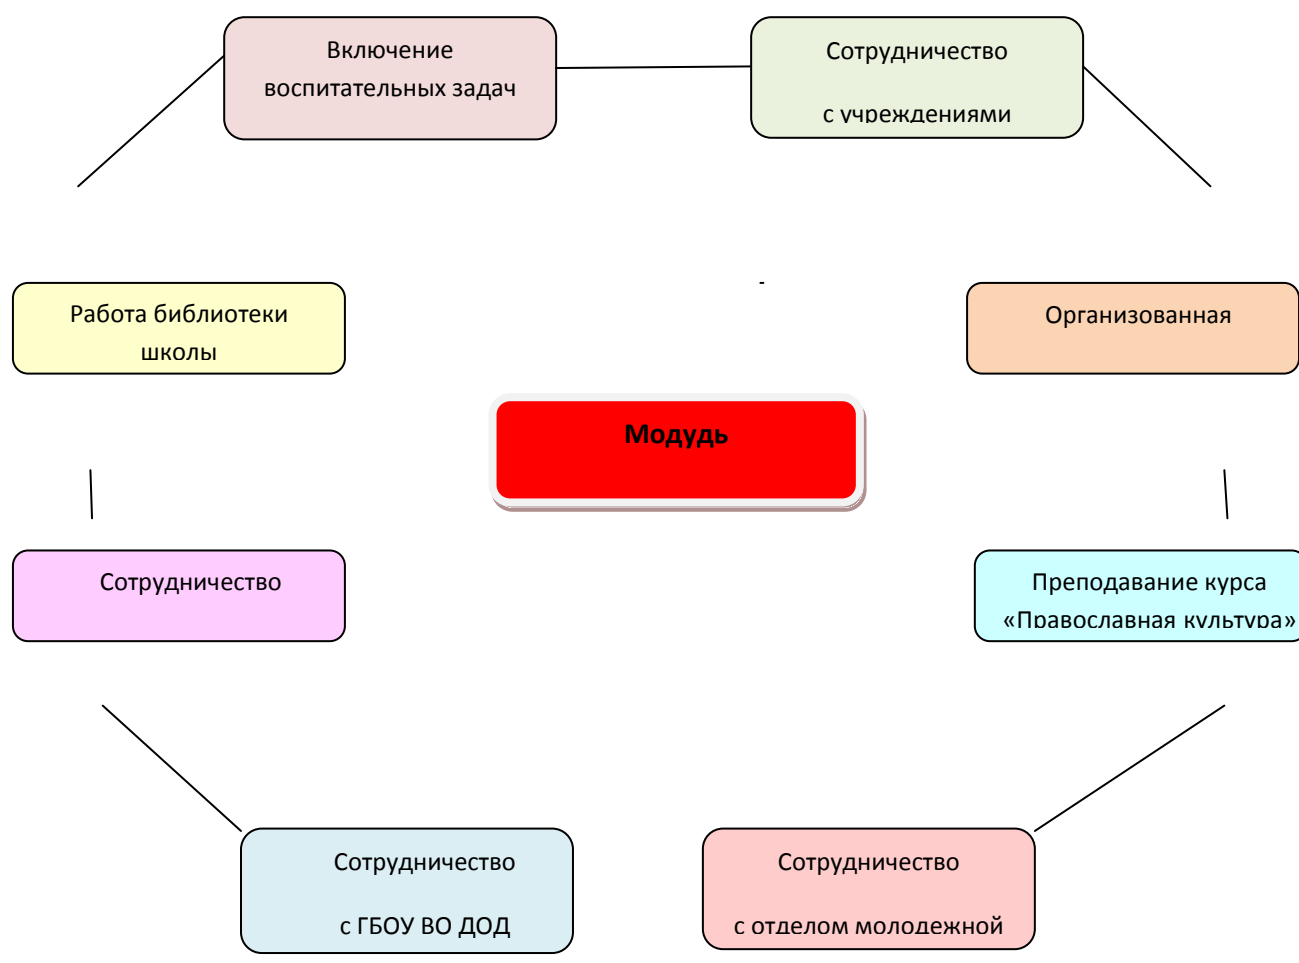 Включение
воспитательных задач
Сотрудничество
с учреждениями
Работа библиотеки
школы
-
Организованная
Модудь
Сотрудничество
Преподавание курса
«Православная культура»
Сотрудничество
с ГБОУ ВО ДОД
Сотрудничество
с отделом молодежной